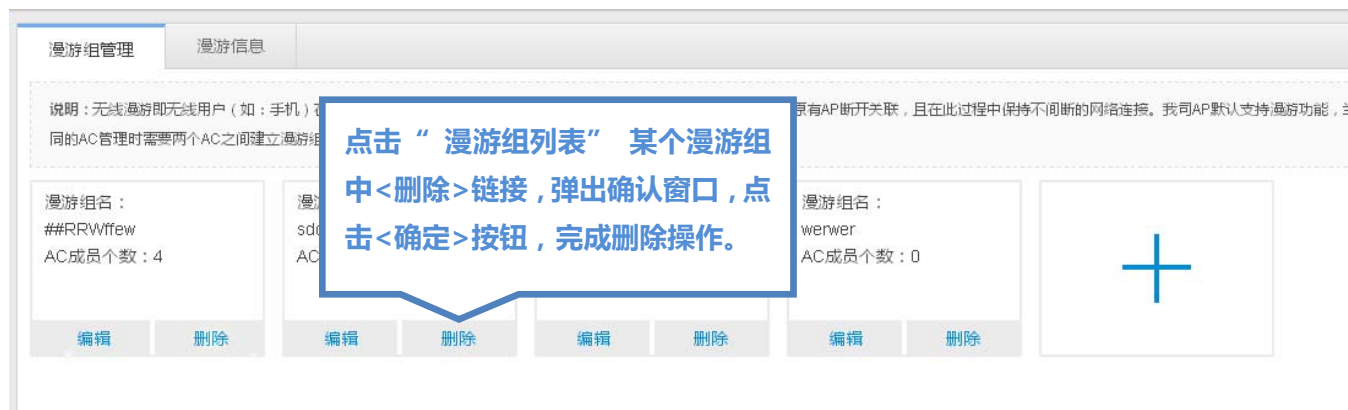 漫游组管理
漫游信息
说明：无线漫游即无线用户（如：手机）在
原有AP断开关联，且在此过程中保持不间断的网络连接。我司AP默认支持漫游功能，当
同的AC管理时需要两个AC之间建立漫游组
点击“ 漫游组列表” 某个漫游组
中<删除>链接，弹出确认窗口，点
击<确定>按钮，完成删除操作。
漫游组名：
##RRWffew
AC成员个数：4
编辑
删除
漫
sdd
AC
编辑
删除
编辑
删除
漫游组名：
werwer
AC成员个数：0
编辑
删除